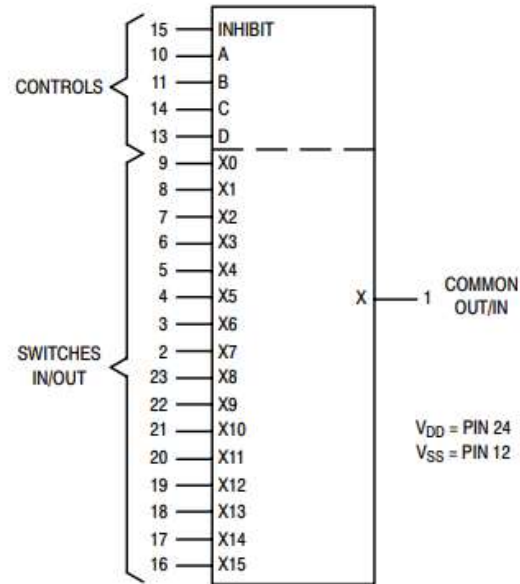 15 INHIBIT
10 A
CONTROLS 11 B
14 C
13 D
9 X0
8 X1
7 X2
6 X3
5 X4
4 X5
3 X6
SWITCHES IN/OUT
2 X7
23 X8
22 X9
21 X10
20 X11
19 X12
18 X13
17 X14
16 X15
X 1 COMMON
OUT/IN
VDD = PIN 24
VSS = PIN 12